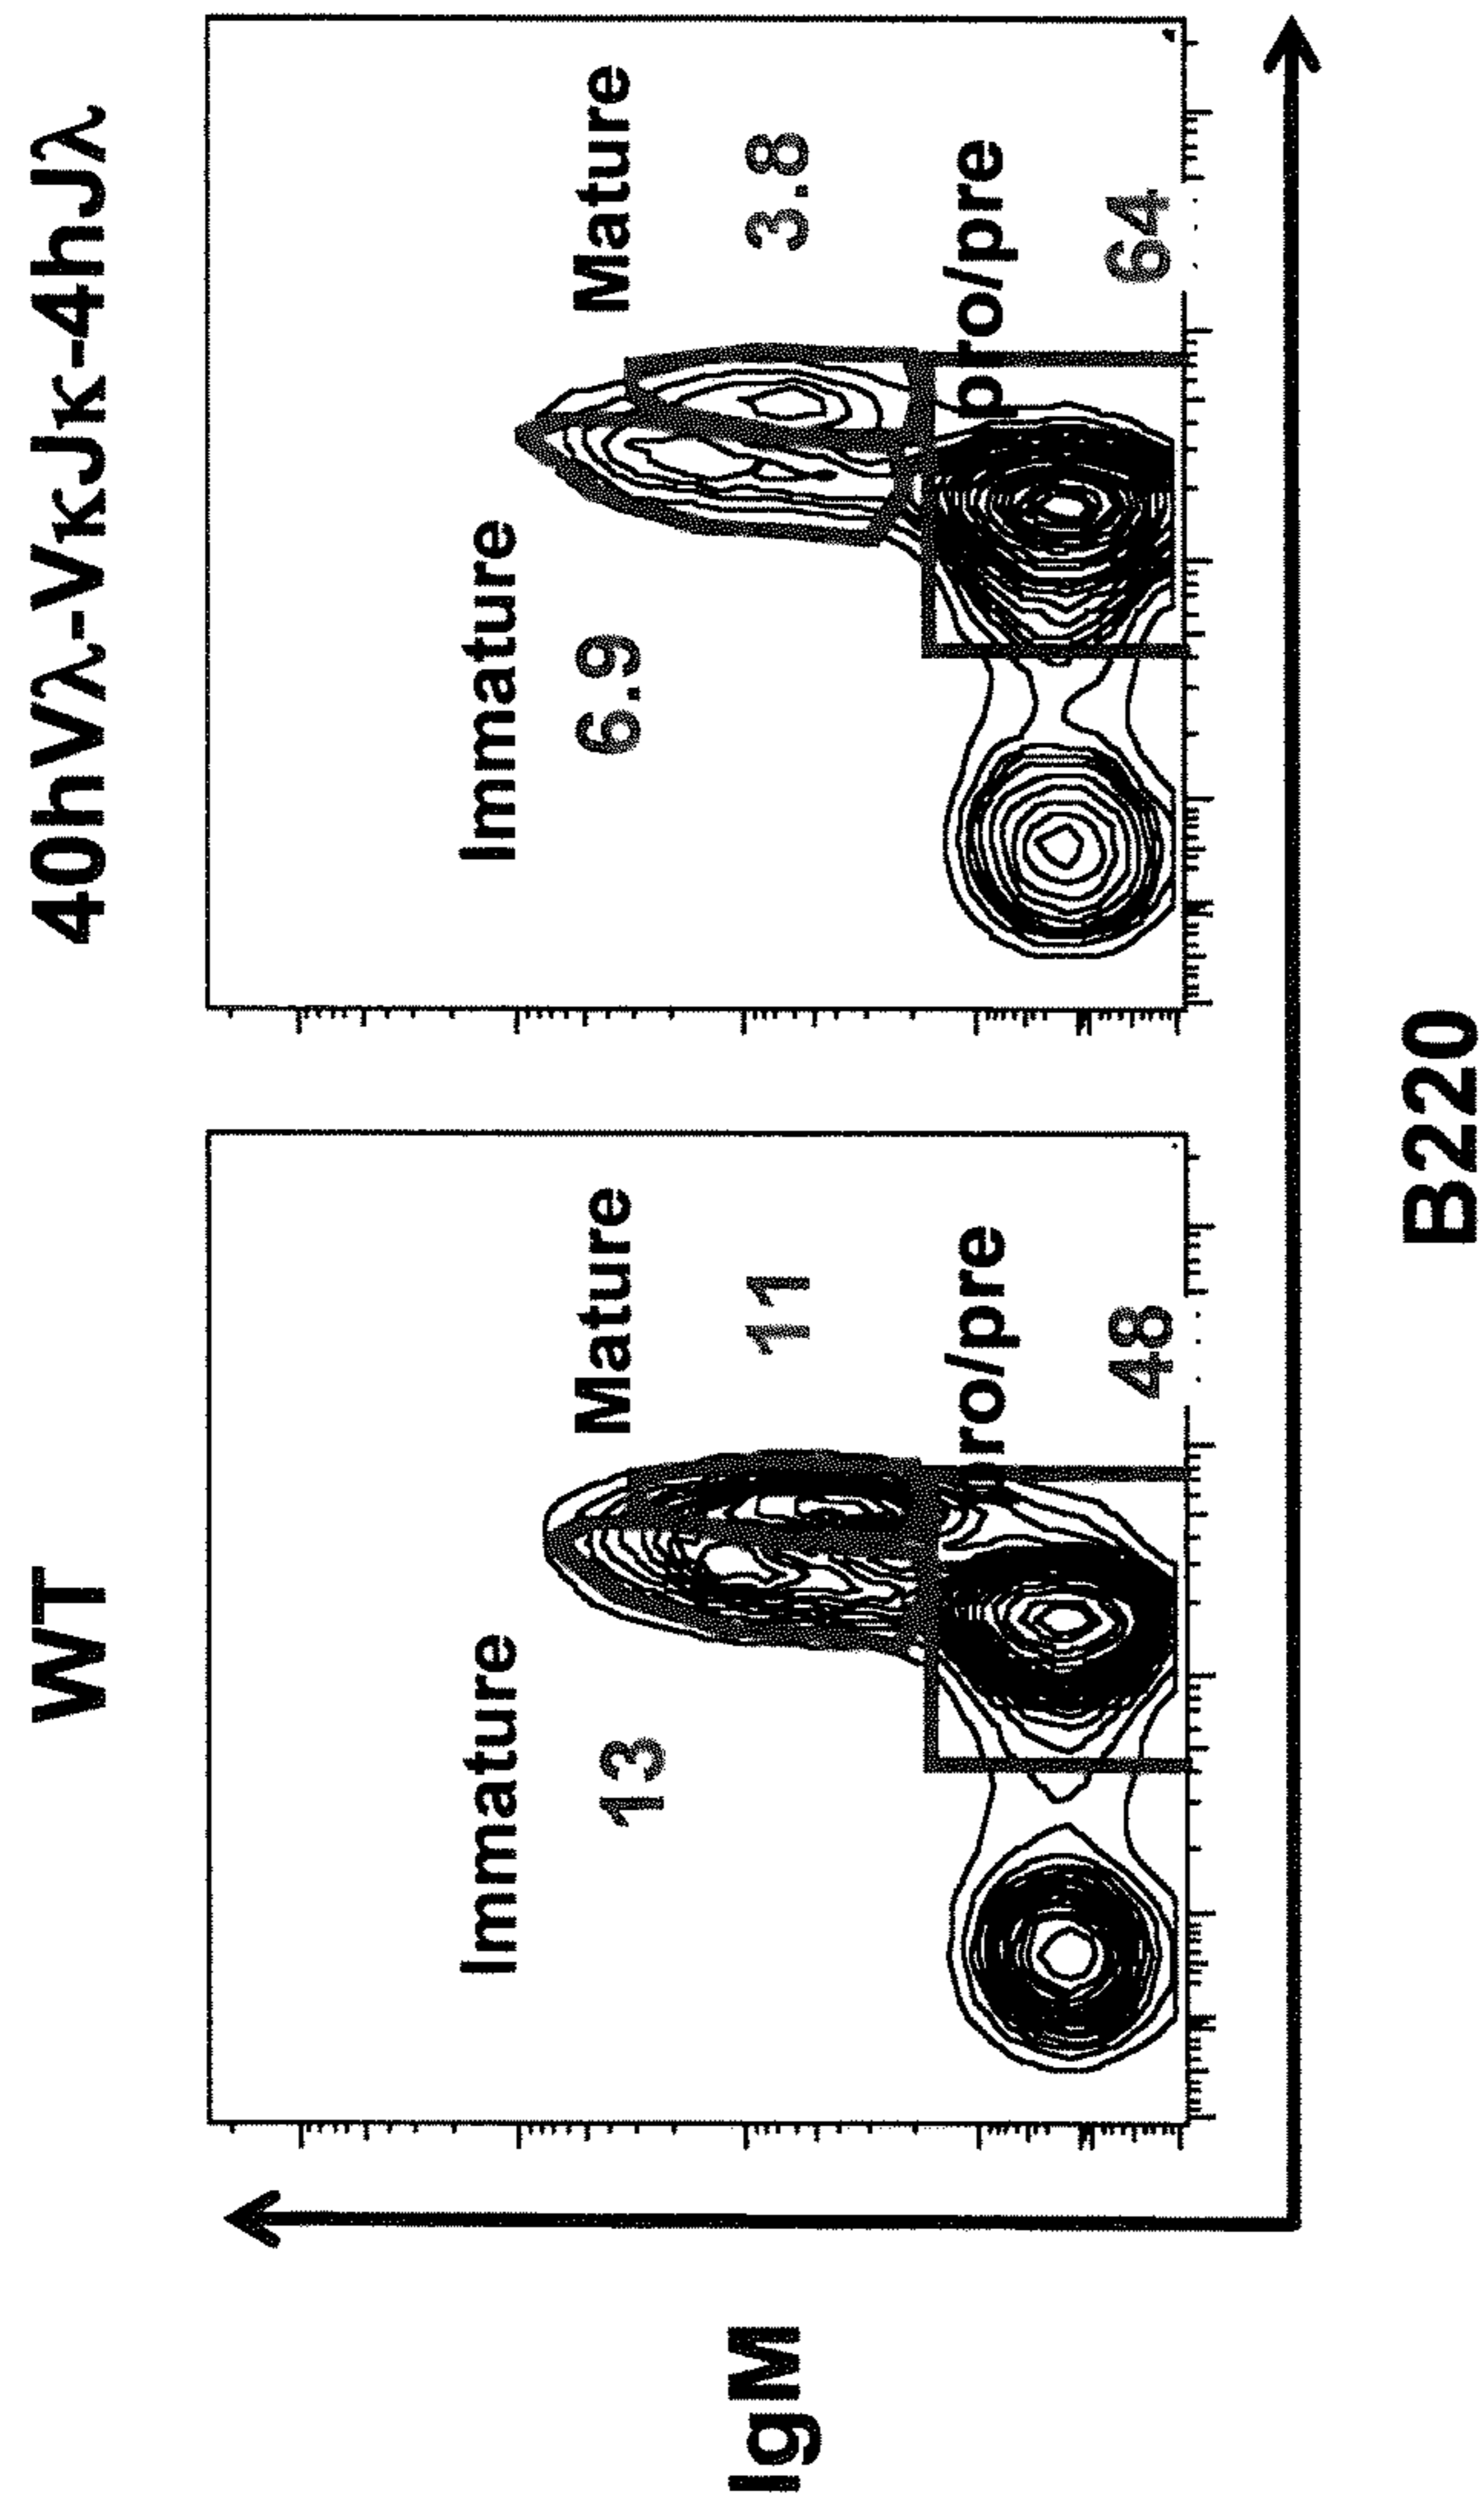 WT
40hVλ-VκJκ-4hJλ
IgM
Immature
13
Mature
11
pro/pre
48
Immature
6.9
Mature
3.8
pro/pre
64
B220